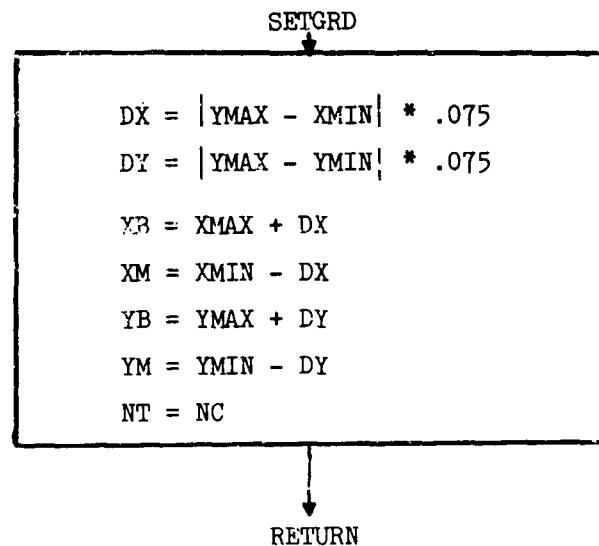 SETGRD
DX = |YMAX - XMIN| * .075
DY = |YMAX - YMIN| * .075
XB = XMAX + DX
XM = XMIN - DX
YB = YMAX + DY
YM = YMIN - DY
NT = NC
RETURN